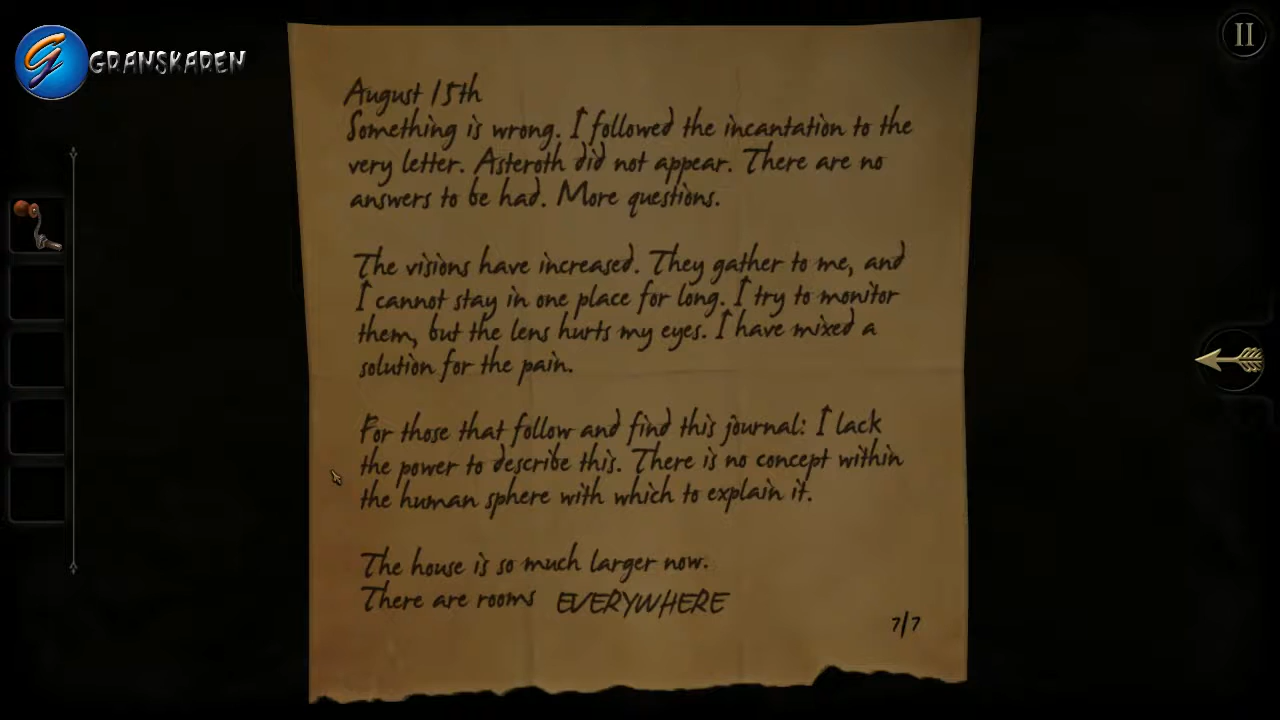 GRANSKADEN
August 15th
Something is wrong. I followed the incantation to the
very letter. Asteroth did not appear. There are no
answers to be had. More questions.
The visions have increased. They gather to me, and
I cannot stay in one place for long. I try to monitor
them, but the lens hurts my eyes. I have mixed a
solution for the pain.
For those that follow and find this journal: I lack
the power to describe this. There is no concept within
the human sphere with which to explain it.
The house is so much larger now.
There are rooms EVERYWHERE
7/7